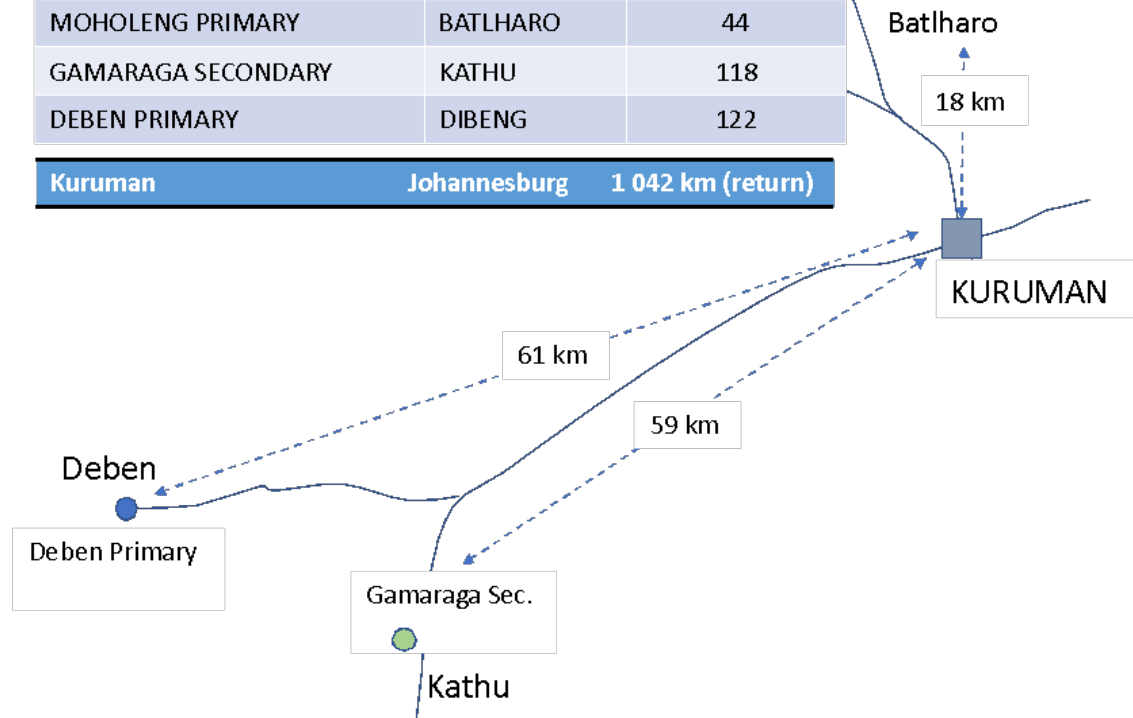 MOHOLENG PRIMARY BATLHARO 44
GAMARAGA SECONDARY KATHU 118
DEBEN PRIMARY DIBENG 122
Kuruman Johannesburg 1 042 km (return)
Batlharo
18 km
KURUMAN
61 km
59 km
Deben
Deben Primary
Gamaraga Sec.
Kathu